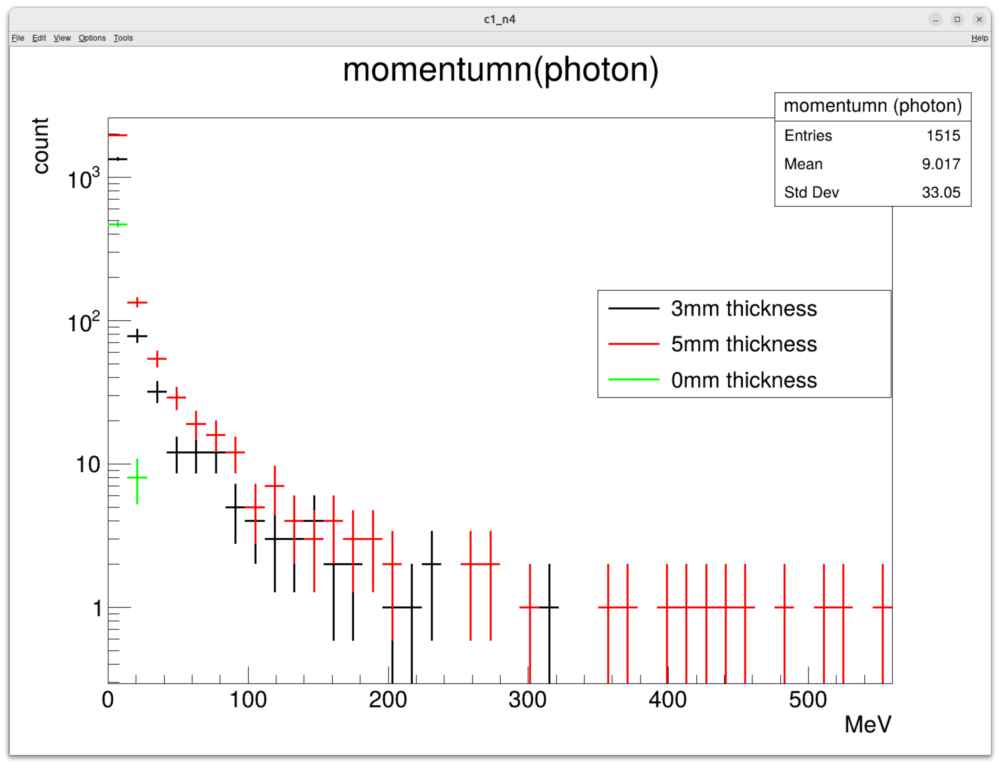 c1_n4
File Edit View Options Tools Help
momentumn(photon)
momentumn (photon)
Entries 1515
Mean 9.017
Std Dev 33.05
count
10³
10²
10
1
3mm thickness
5mm thickness
0mm thickness
0 100 200 300 400 500
MeV